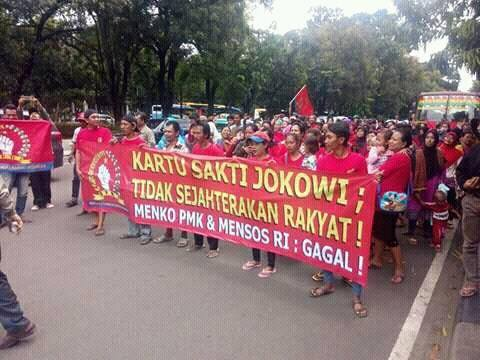 KARTU SAKTI JOKOWI ;
TIDAK SEJAHTERAKAN RAKYAT !
MENKO PMK & MENSOS RI ; GAGAL !